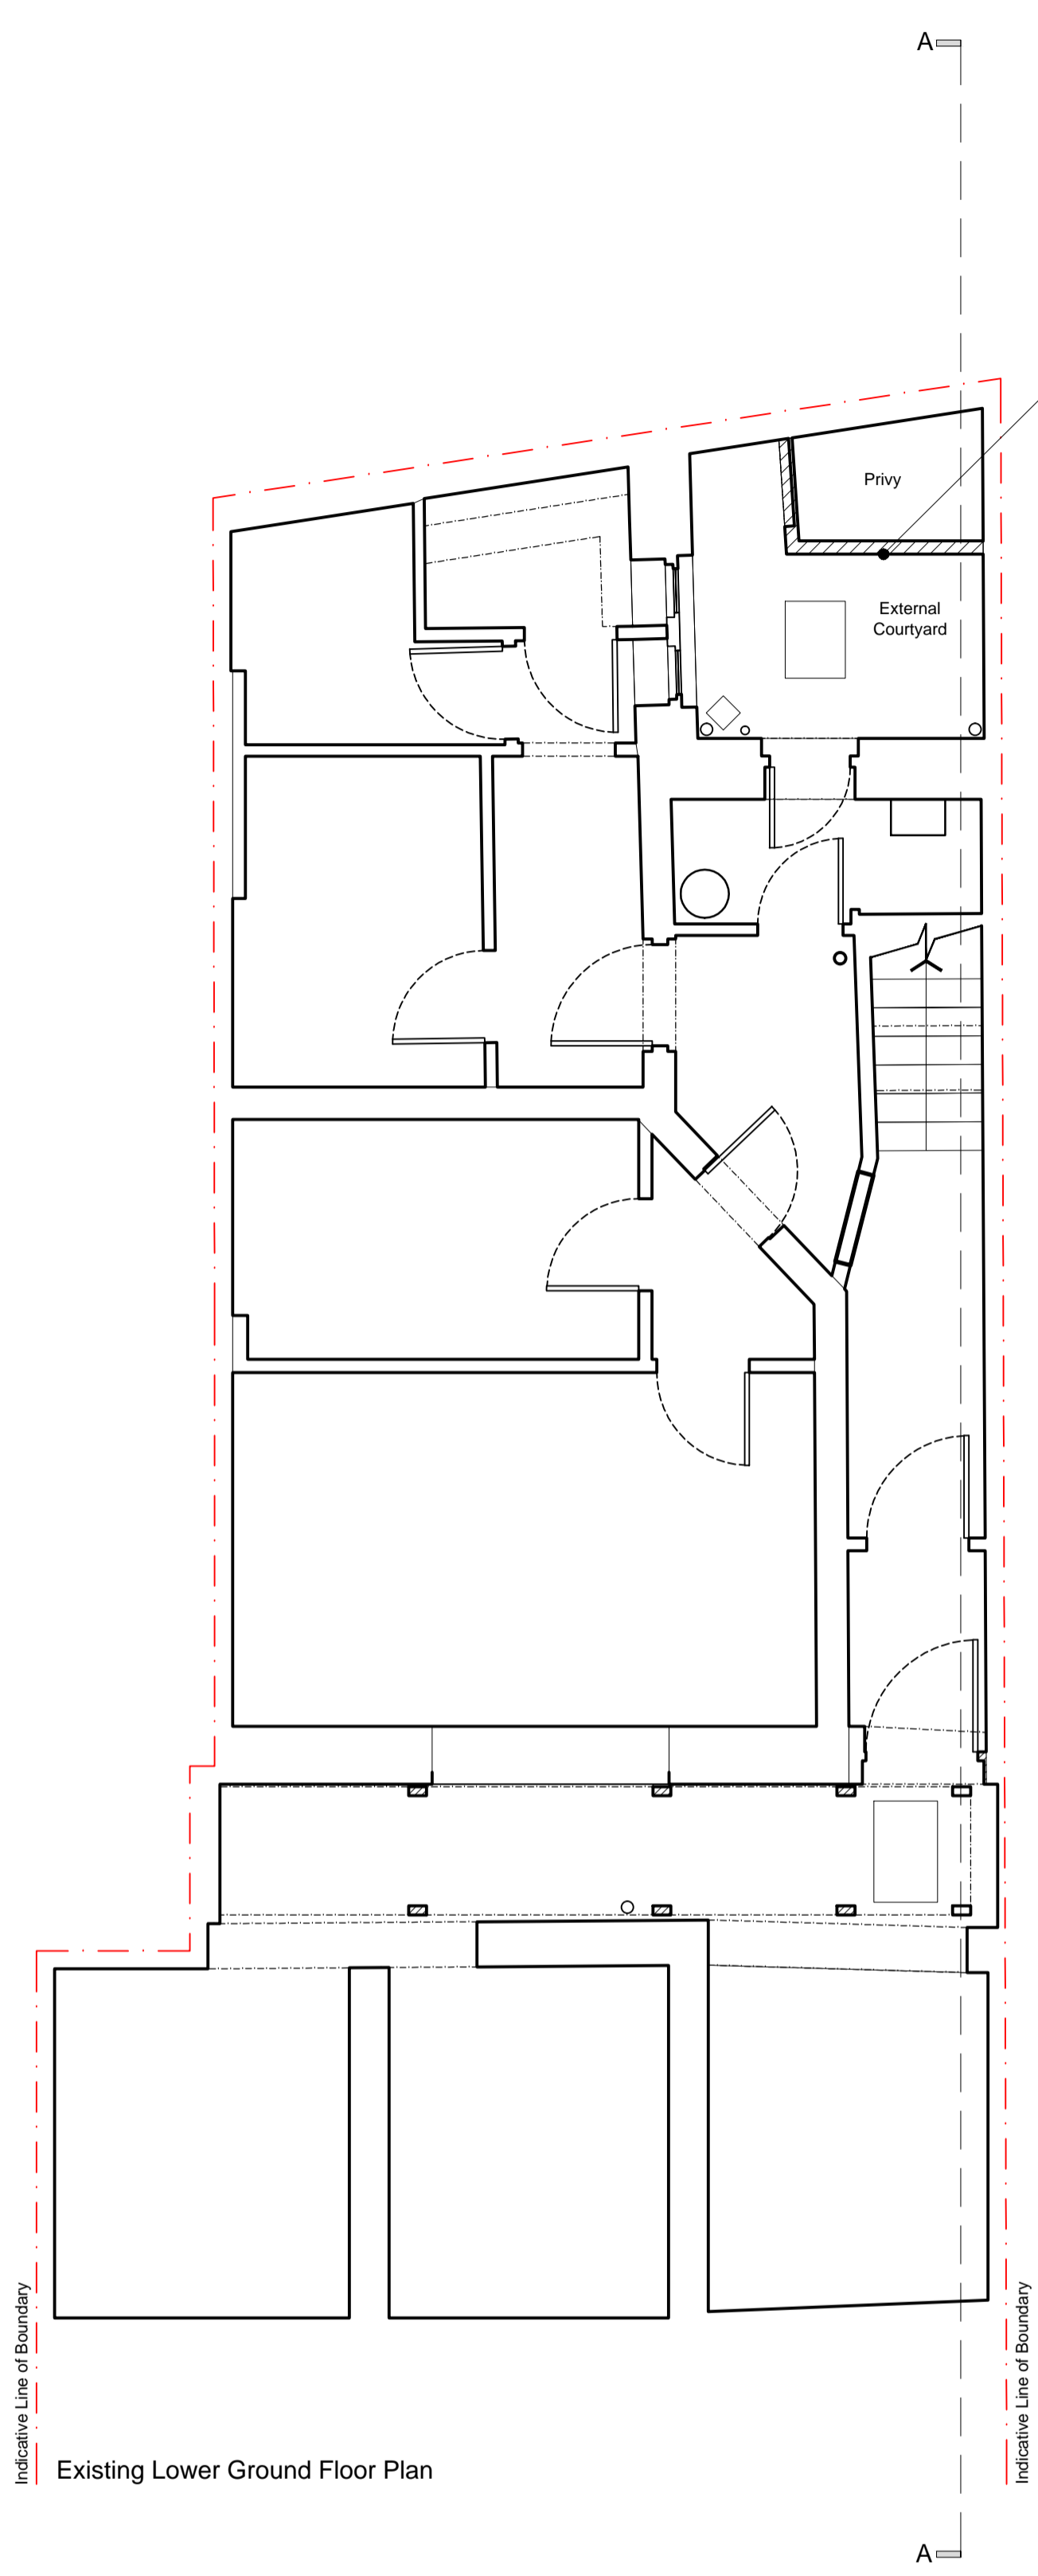 A
Privy
External
Courtyard
Indicative Line of Boundary
Indicative Line of Boundary
Existing Lower Ground Floor Plan
A